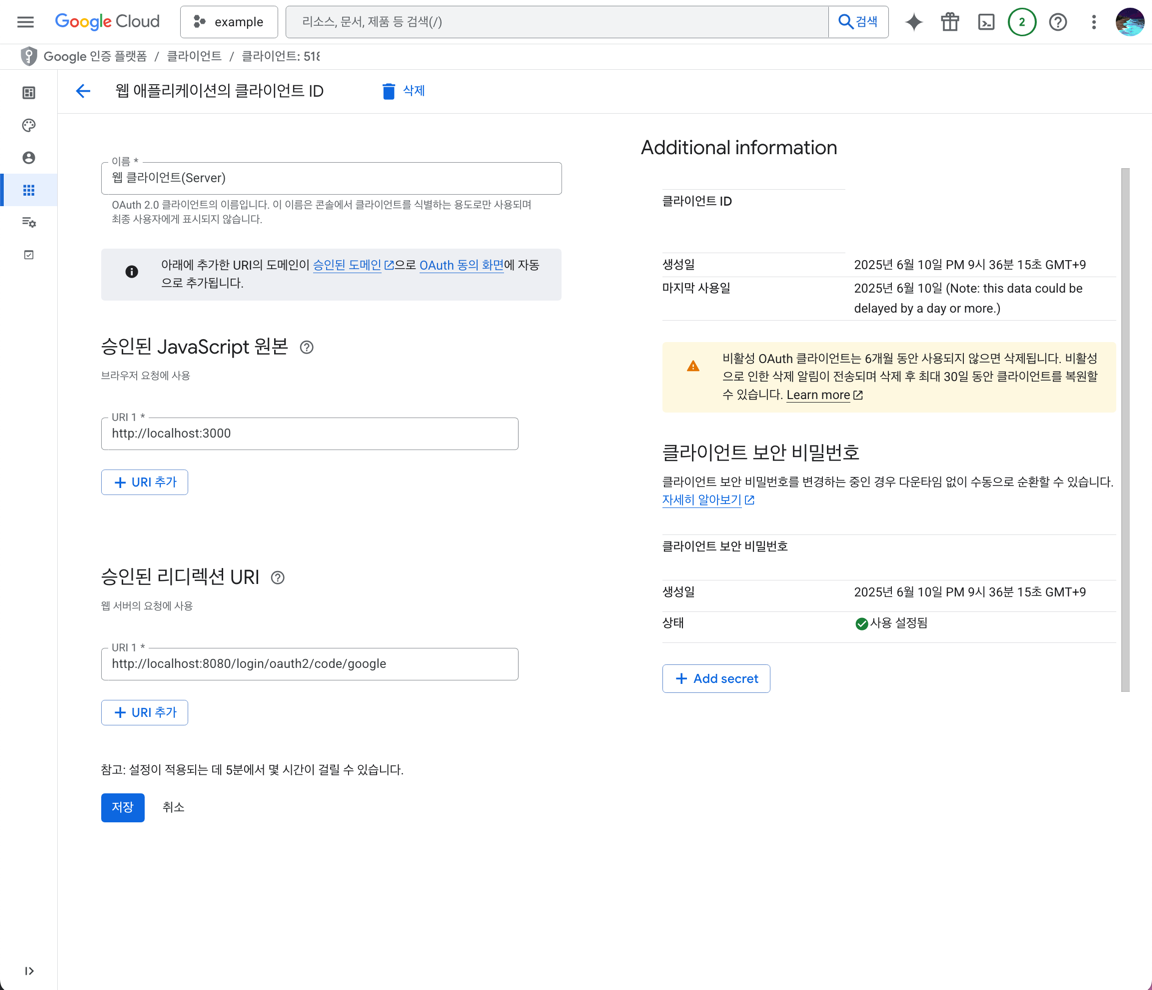 Google Cloud
example
리소스, 문서, 제품 등 검색(/)
검색
2
Google 인증 플랫폼 / 클라이언트 / 클라이언트: 518
웹 애플리케이션의 클라이언트 ID
삭제
이름 *
웹 클라이언트(Server)
OAuth 2.0 클라이언트의 이름입니다. 이 이름은 콘솔에서 클라이언트를 식별하는 용도로만 사용되며
최종 사용자에게 표시되지 않습니다.
아래에 추가한 URI의 도메인이 승인된 도메인으로 OAuth 동의 화면에 자동
으로 추가됩니다.
승인된 JavaScript 원본
브라우저 요청에 사용
URI 1 *
http://localhost:3000
URI 추가
승인된 리디렉션 URI
웹 서버의 요청에 사용
URI 1 *
http://localhost:8080/login/oauth2/code/google
URI 추가
참고: 설정이 적용되는 데 5분에서 몇 시간이 걸릴 수 있습니다.
저장
취소
Additional information
클라이언트 ID
생성일
2025년 6월 10일 PM 9시 36분 15초 GMT+9
마지막 사용일
2025년 6월 10일 (Note: this data could be
delayed by a day or more.)
비활성 OAuth 클라이언트는 6개월 동안 사용되지 않으면 삭제됩니다. 비활성
으로 인한 삭제 알림이 전송되며 삭제 후 최대 30일 동안 클라이언트를 복원할
수 있습니다. Learn more
클라이언트 보안 비밀번호
클라이언트 보안 비밀번호를 변경하는 중인 경우 다운타임 없이 수동으로 순환할 수 있습니다.
자세히 알아보기
클라이언트 보안 비밀번호
생성일
2025년 6월 10일 PM 9시 36분 15초 GMT+9
상태
사용 설정됨
Add secret